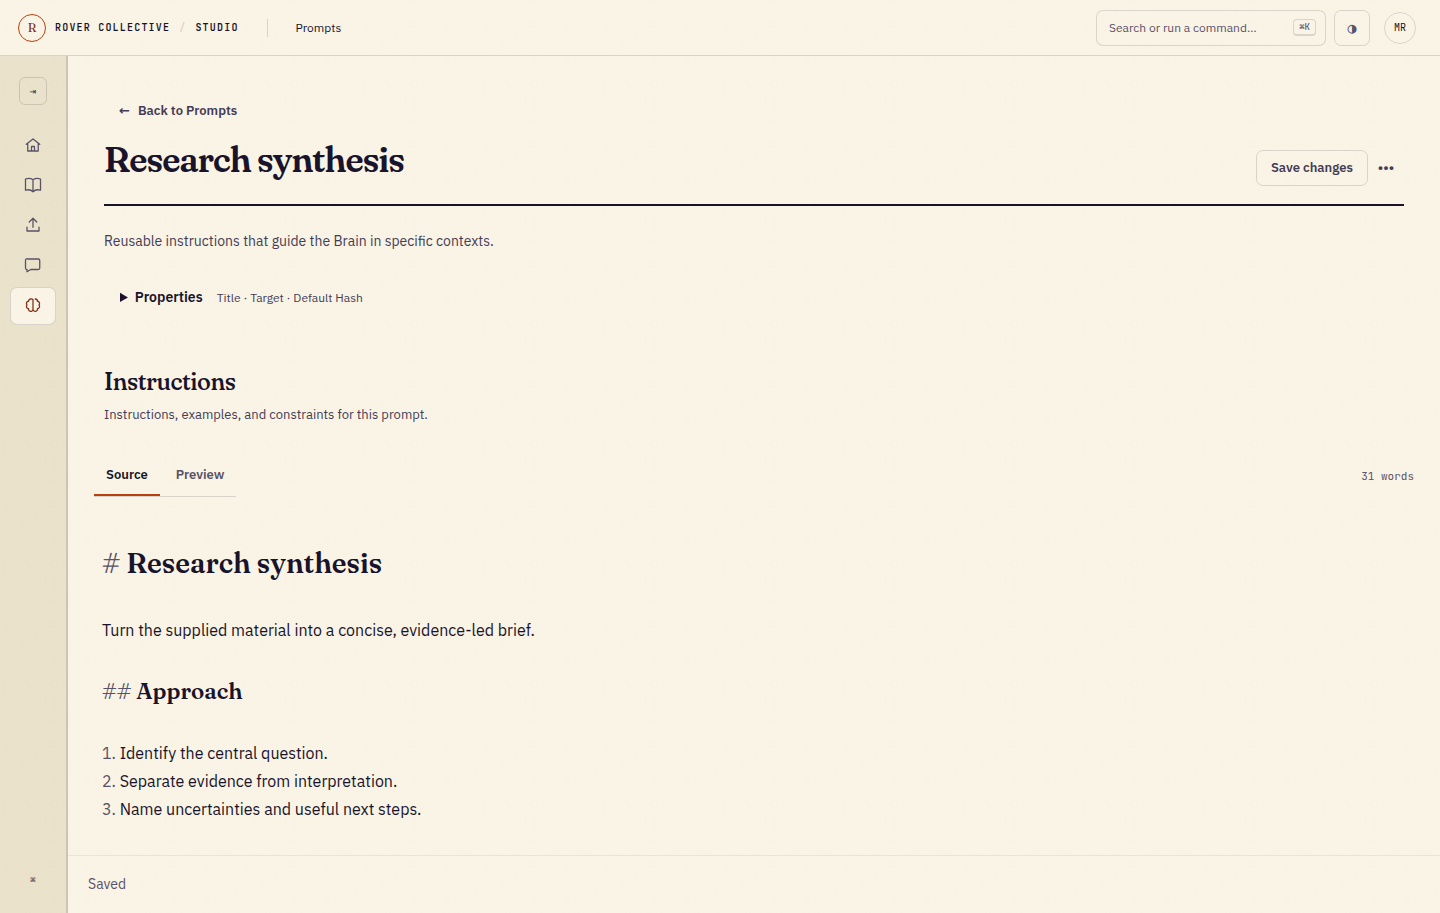 R ROVER COLLECTIVE / STUDIO Prompts Search or run a command... ⌘K MR
← Back to Prompts
Research synthesis
Save changes •••
Reusable instructions that guide the Brain in specific contexts.
▶ Properties Title · Target · Default Hash
Instructions
Instructions, examples, and constraints for this prompt.
Source Preview 31 words
# Research synthesis
Turn the supplied material into a concise, evidence-led brief.
## Approach
1. Identify the central question.
2. Separate evidence from interpretation.
3. Name uncertainties and useful next steps.
⌘ Saved